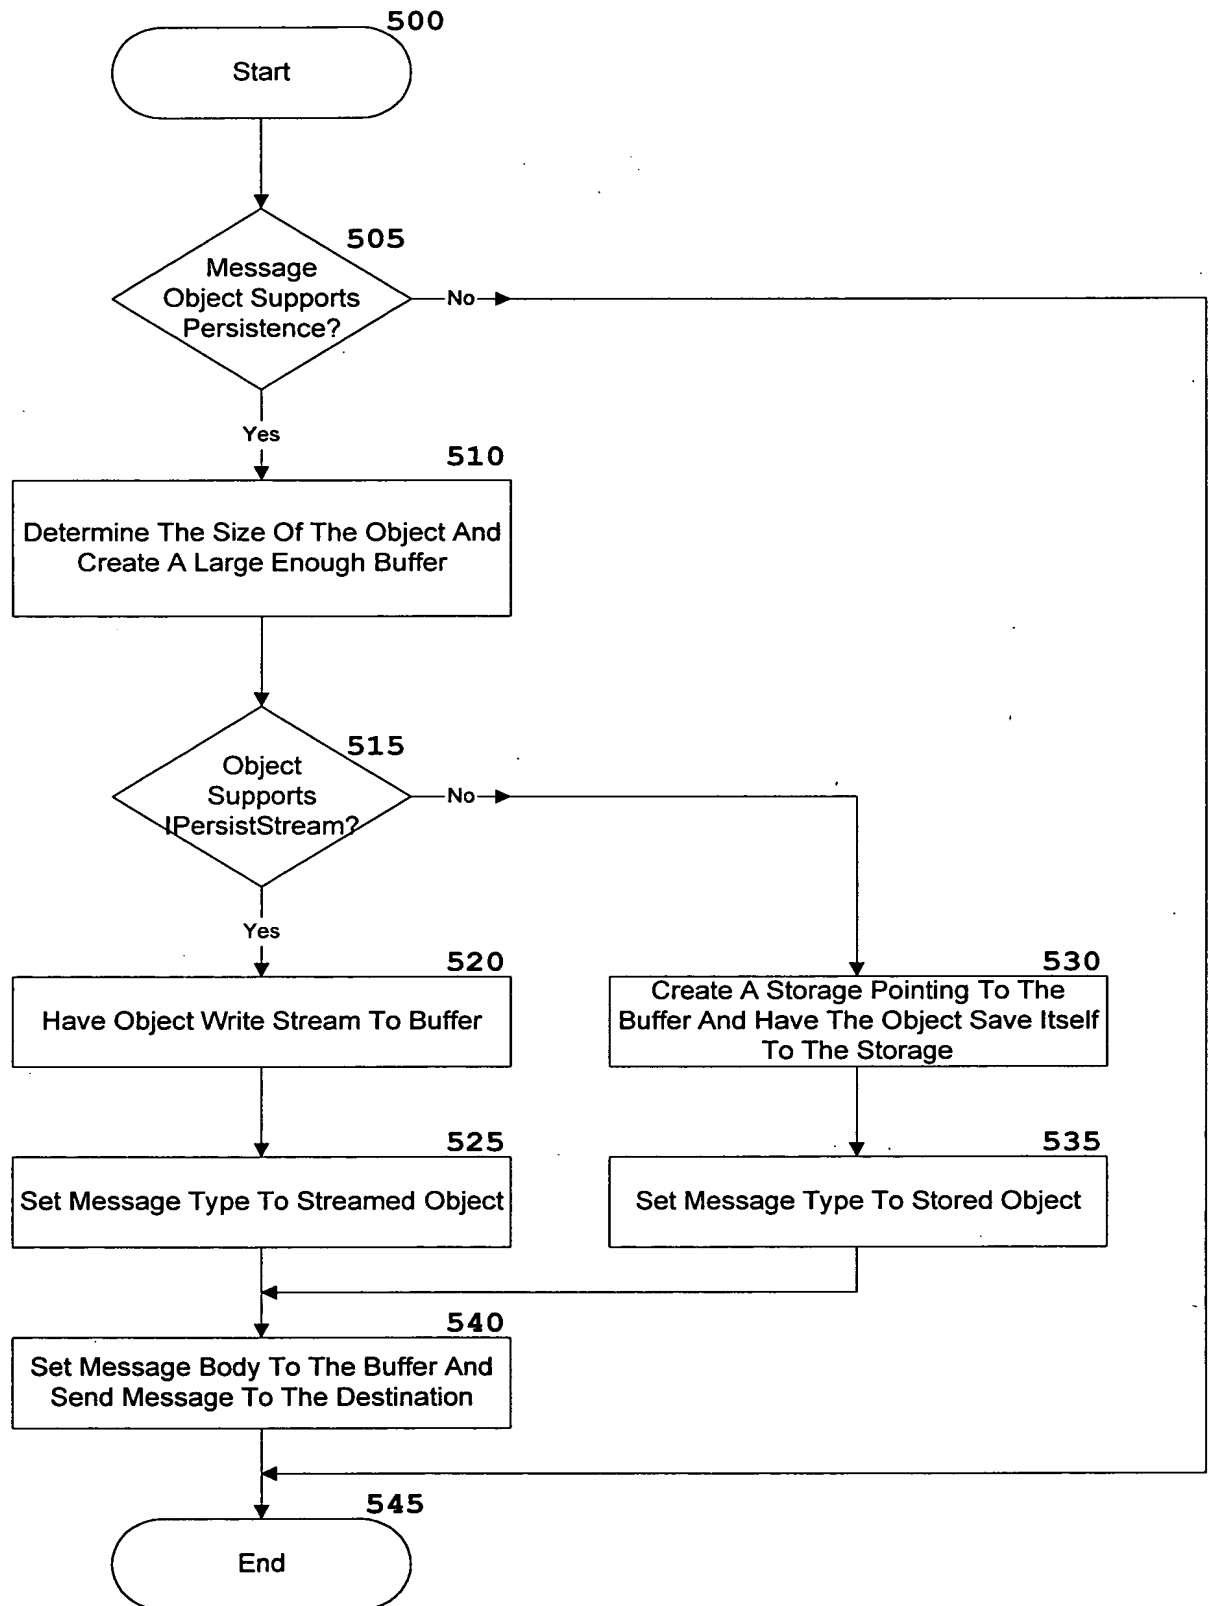 500
Start
505
Message
Object Supports
Persistence?
No
Yes
510
Determine The Size Of The Object And
Create A Large Enough Buffer
515
Object
Supports
IPersistStream?
No
Yes
520
Have Object Write Stream To Buffer
530
Create A Storage Pointing To The
Buffer And Have The Object Save Itself
To The Storage
525
Set Message Type To Streamed Object
535
Set Message Type To Stored Object
540
Set Message Body To The Buffer And
Send Message To The Destination
545
End